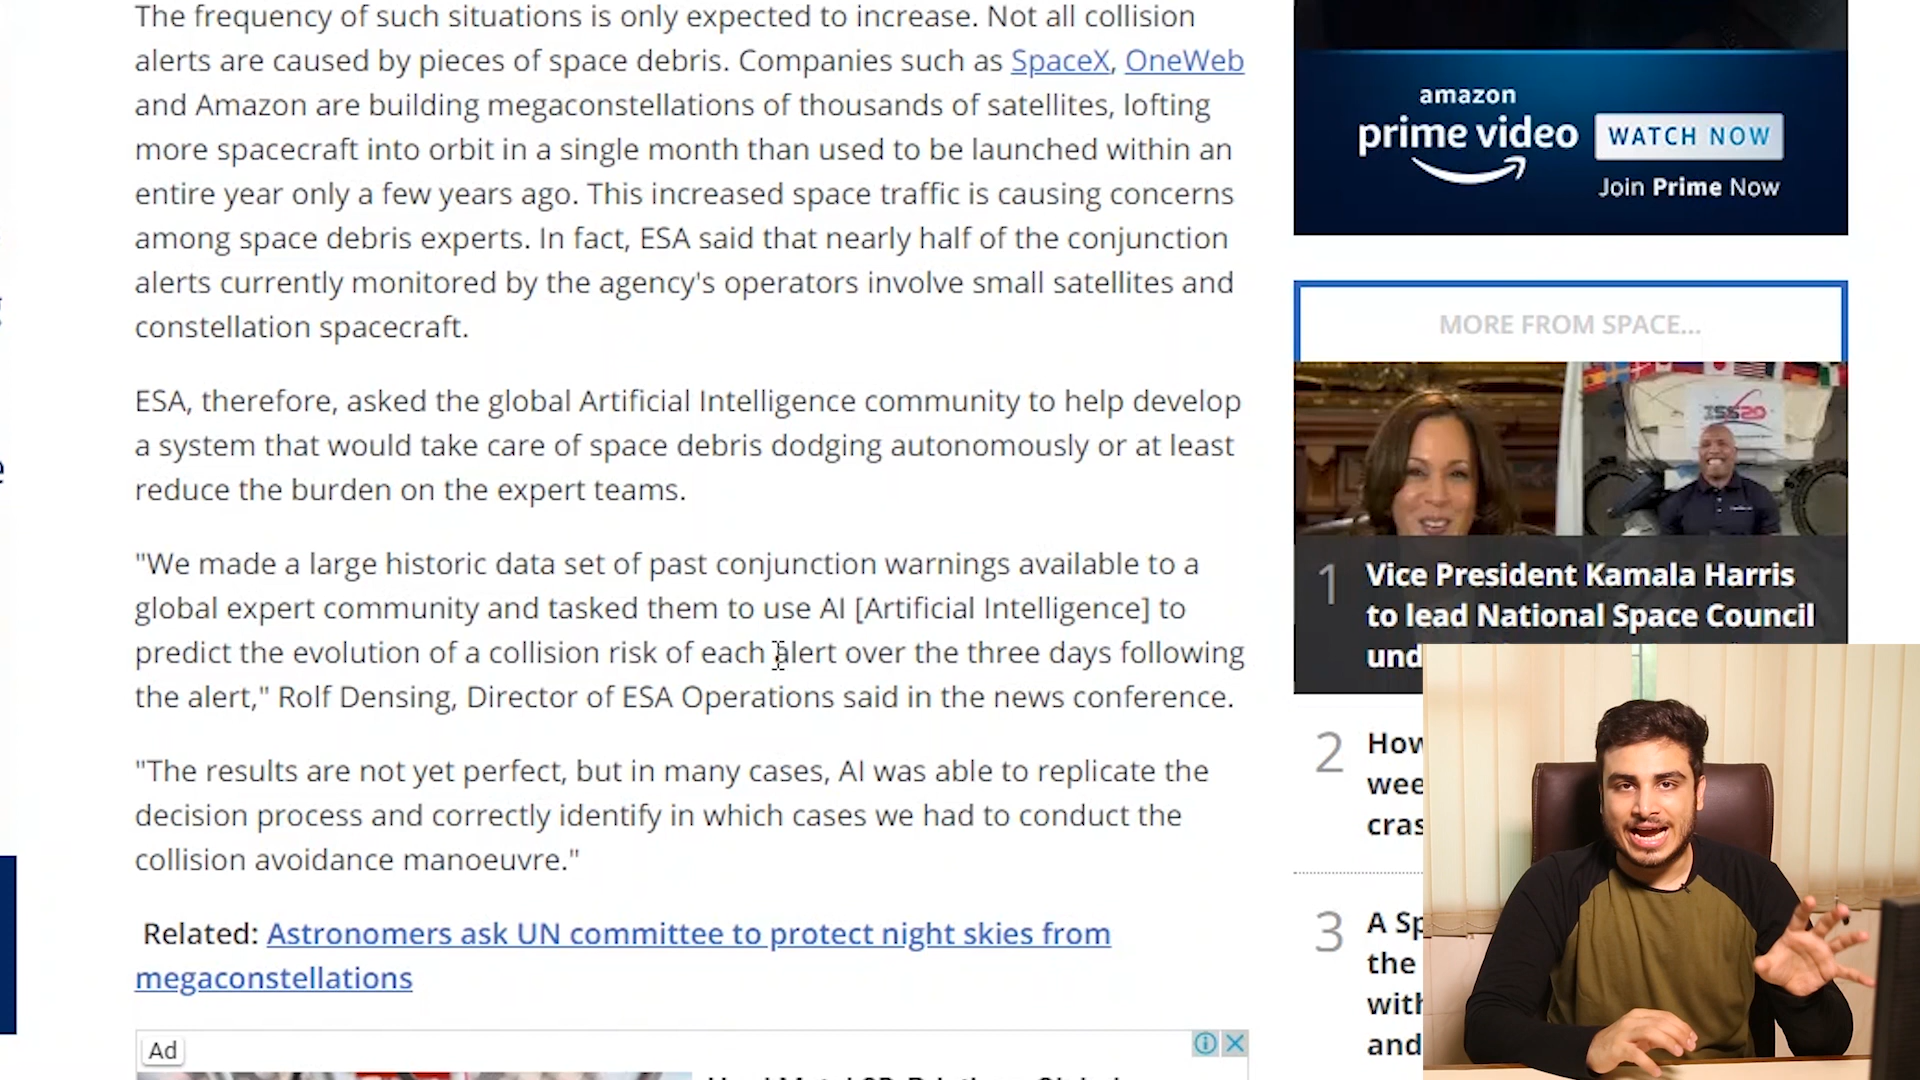 The frequency of such situations is only expected to increase. Not all collision
alerts are caused by pieces of space debris. Companies such as SpaceX, OneWeb
and Amazon are building megaconstellations of thousands of satellites, lofting
more spacecraft into orbit in a single month than used to be launched within an
entire year only a few years ago. This increased space traffic is causing concerns
among space debris experts. In fact, ESA said that nearly half of the conjunction
alerts currently monitored by the agency's operators involve small satellites and
constellation spacecraft.
ESA, therefore, asked the global Artificial Intelligence community to help develop
a system that would take care of space debris dodging autonomously or at least
reduce the burden on the expert teams.
"We made a large historic data set of past conjunction warnings available to a
global expert community and tasked them to use AI [Artificial Intelligence] to
predict the evolution of a collision risk of each alert over the three days following
the alert," Rolf Densing, Director of ESA Operations said in the news conference.
"The results are not yet perfect, but in many cases, AI was able to replicate the
decision process and correctly identify in which cases we had to conduct the
collision avoidance manoeuvre."
Related: Astronomers ask UN committee to protect night skies from
megaconstellations
Ad
amazon
prime video
WATCH NOW
Join Prime Now
MORE FROM SPACE...
ISS20
1
Vice President Kamala Harris
to lead National Space Council
und
2
How
wee
cras
3
A Sp
the
with
and